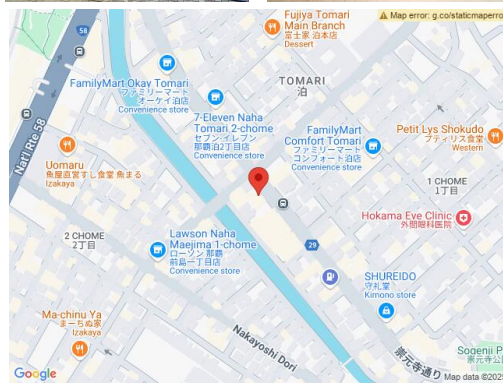 Fujiya Tomari
Main Branch
富士家 泊本店
Dessert
Map error: g.co/staticmaperr
58
TOMARI
泊
FamilyMart Okay Tomari
ファミリーマート
オーケイ泊店
Convenience store
7-Eleven Naha
Tomari 2-chome
セブン-イレブン
那覇泊2丁目店
Convenience store
FamilyMart
Comfort Tomari
ファミリーマート
コンフォート泊店
Convenience store
Petit Lys Shokudo
プティリス食堂
Western
Nat'l Rte 58
Uomaru
魚屋直営すし食堂 魚まる
Izakaya
1 CHOME
1丁目
Hokama Eye Clinic
外間眼科医院
2 CHOME
2丁目
Lawson Naha
Maejima 1-chome
ローソン 那覇
前島一丁目店
Convenience store
29
SHUREIDO
守礼堂
Kimono store
Ma-chinu Ya
まーちぬ家
Izakaya
58
Nakayoshi Dori
崇元寺通り
Sogenji P
崇元寺公
Google
Map data ©202